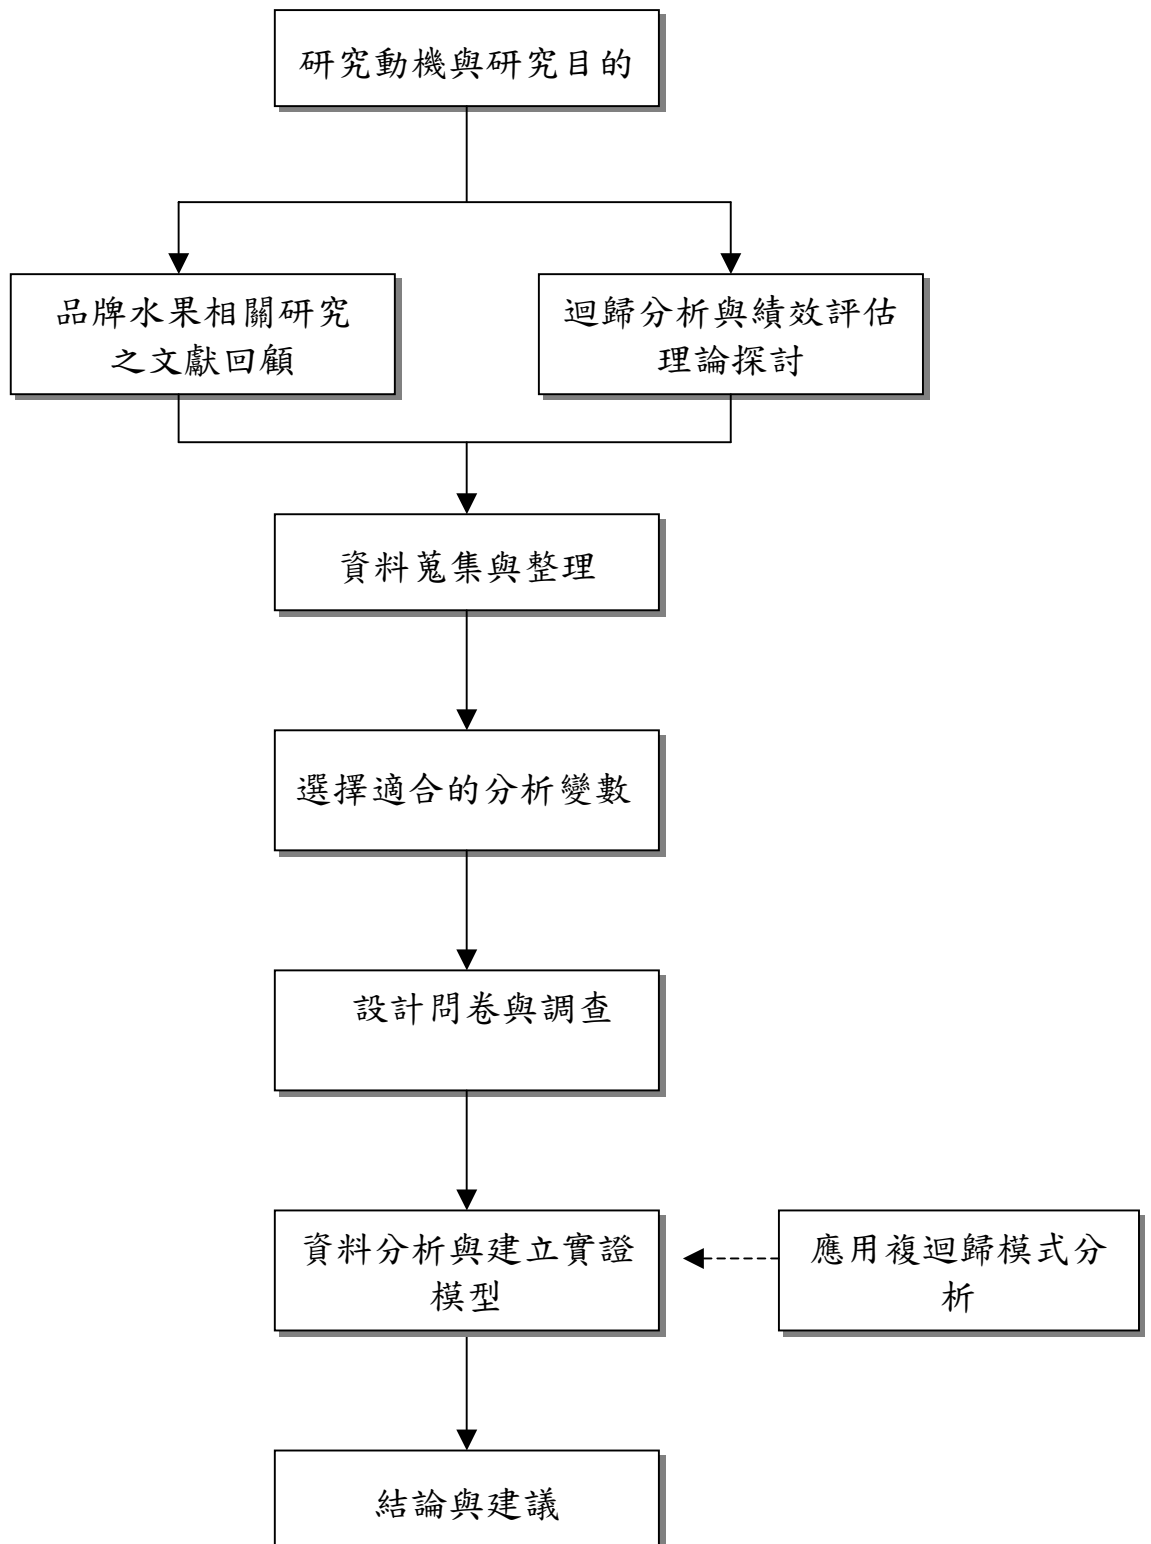 研究動機與研究目的
品牌水果相關研究
之文獻回顧
迴歸分析與績效評估
理論探討
資料蒐集與整理
選擇適合的分析變數
設計問卷與調查
資料分析與建立實證
模型
應用複迴歸模式分
析
結論與建議